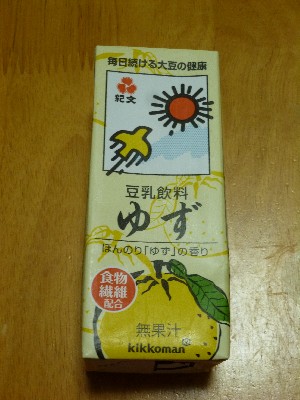 毎日続ける大豆の健康
紀文
豆乳飲料
ゆず
ほんのり「ゆず」の香り
食物
繊維
配合
無果汁
kikkoman